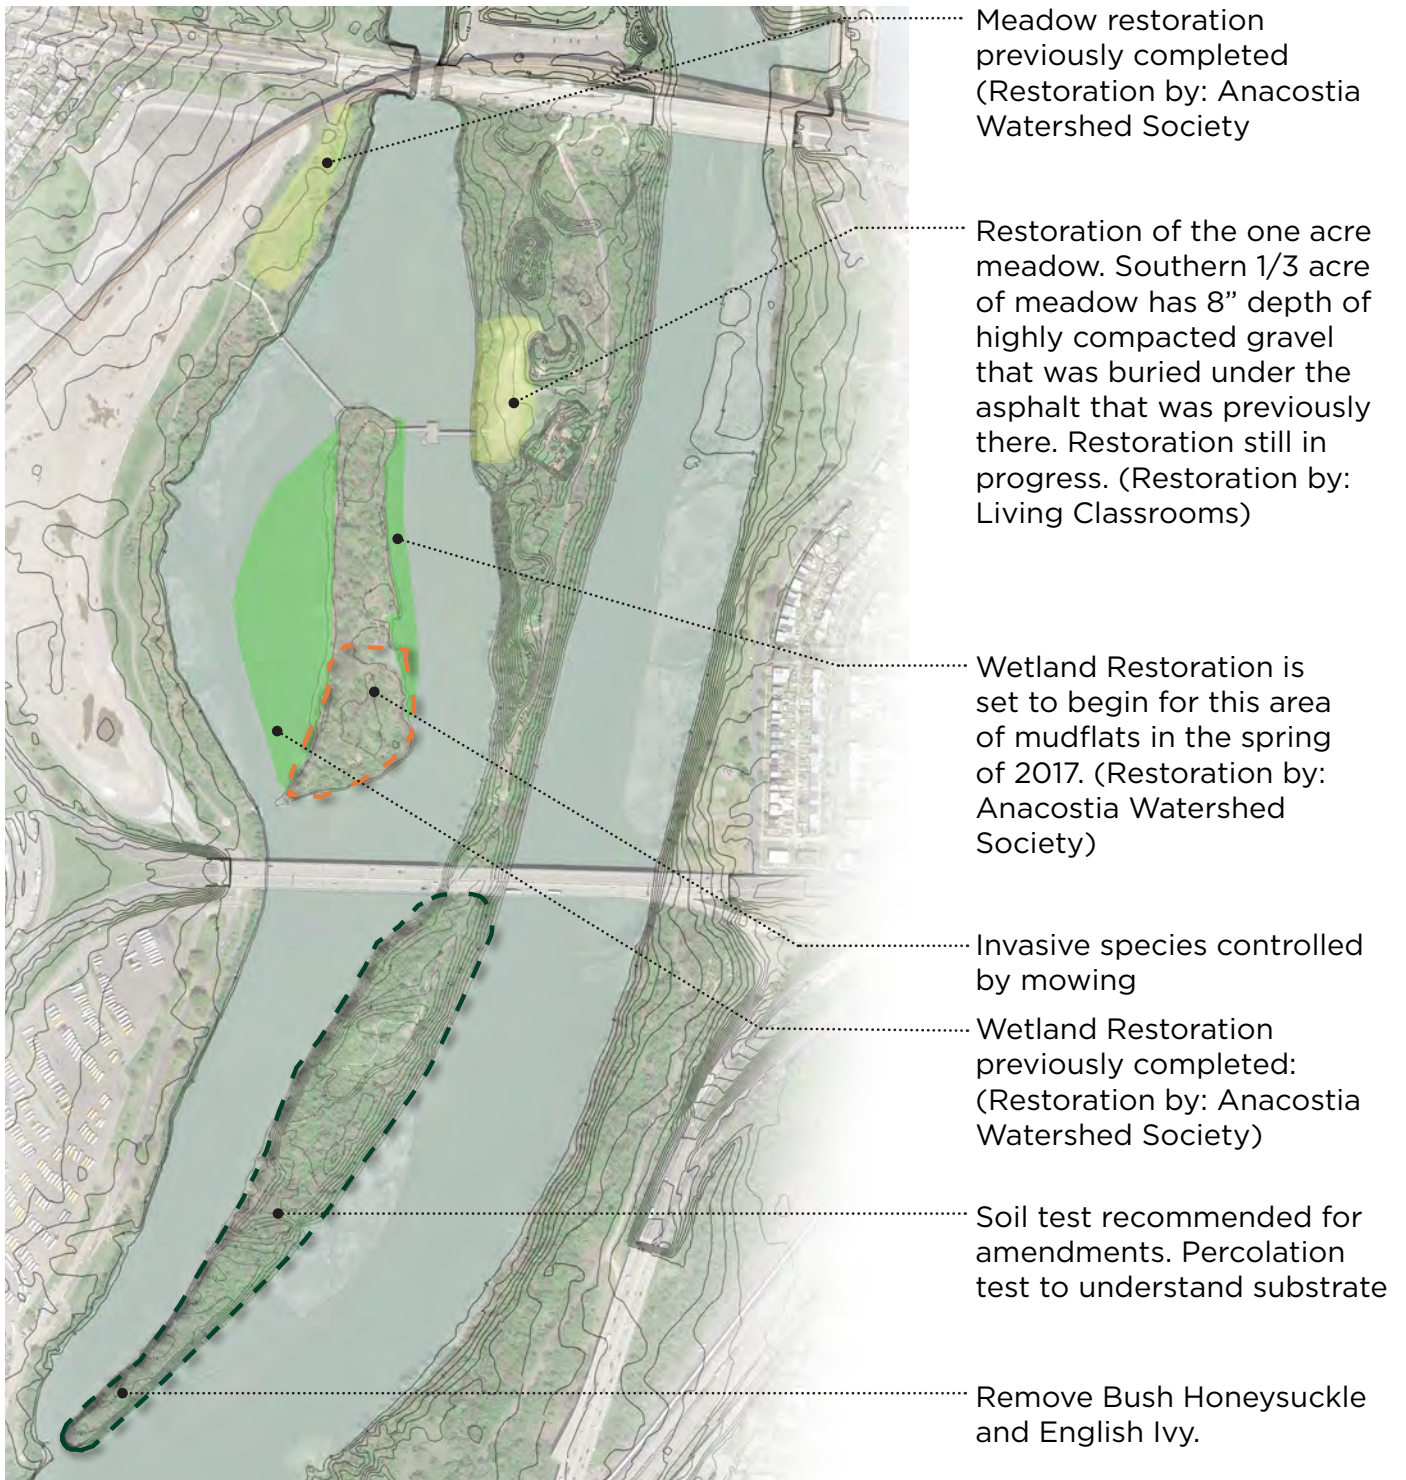 Meadow restoration
previously completed
(Restoration by: Anacostia
Watershed Society
Restoration of the one acre
meadow. Southern 1/3 acre
of meadow has 8” depth of
highly compacted gravel
that was buried under the
asphalt that was previously
there. Restoration still in
progress. (Restoration by:
Living Classrooms)
Wetland Restoration is
set to begin for this area
of mudflats in the spring
of 2017. (Restoration by:
Anacostia Watershed
Society)
Invasive species controlled
by mowing
Wetland Restoration
previously completed:
(Restoration by: Anacostia
Watershed Society)
Soil test recommended for
amendments. Percolation
test to understand substrate
Remove Bush Honeysuckle
and English Ivy.